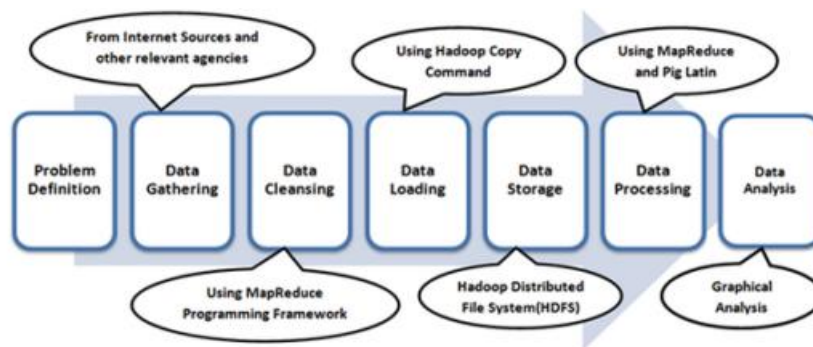 From Internet Sources and
other relevant agencies
Using Hadoop Copy
Command
Using MapReduce
and Pig Latin
Problem
Definition
Data
Gathering
Data
Cleansing
Data
Loading
Data
Storage
Data
Processing
Data
Analysis
Using MapReduce
Programming Framework
Hadoop Distributed
File System(HDFS)
Graphical
Analysis